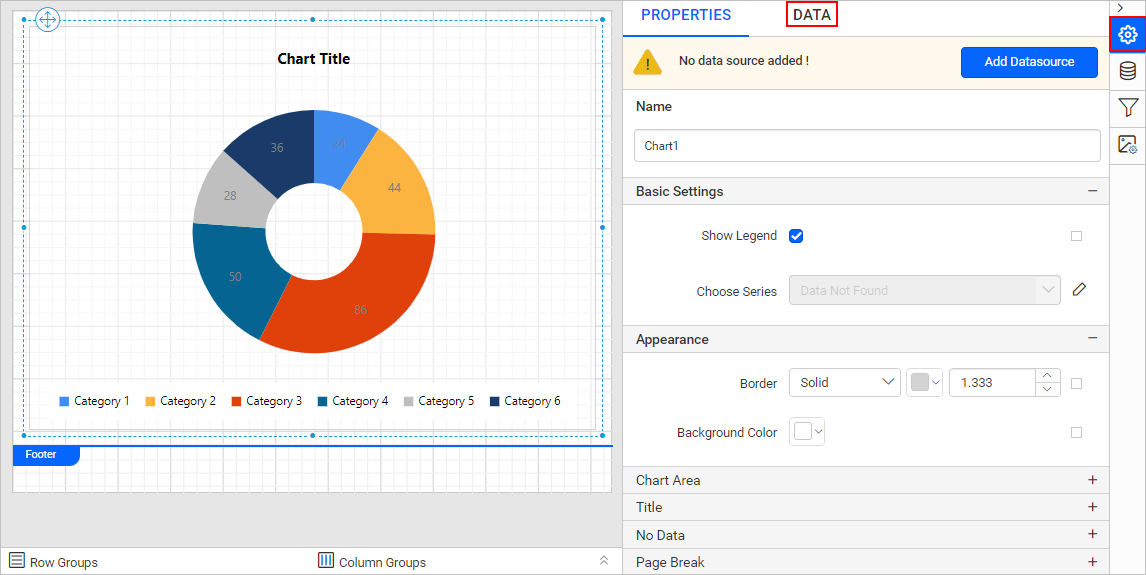 Chart Title
36
44
28
50
86
Category 1
Category 2
Category 3
Category 4
Category 5
Category 6
Footer
Row Groups
Column Groups
PROPERTIES
DATA
No data source added !
Add Datasource
Name
Chart1
Basic Settings
Show Legend
Choose Series
Data Not Found
Appearance
Border
Solid
1.333
Background Color
Chart Area
Title
No Data
Page Break